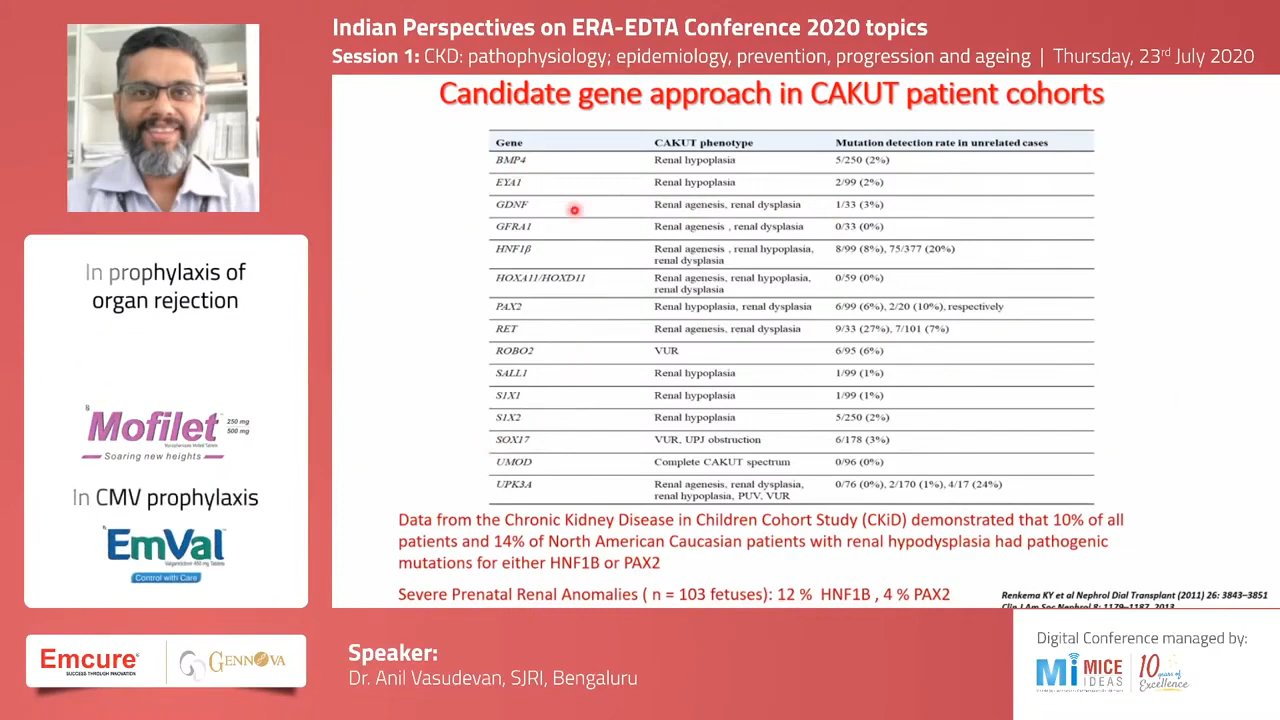 Indian Perspectives on ERA-EDTA Conference 2020 topics
Session 1: CKD: pathophysiology; epidemiology, prevention, progression and ageing | Thursday, 23rd July 2020
Candidate gene approach in CAKUT patient cohorts
Gene CAKUT phenotype Mutation detection rate in unrelated cases
BMP4 Renal hypoplasia 5/250 (2%)
EYA1 Renal hypoplasia 2/99 (2%)
GDNF Renal agenesis, renal dysplasia 1/33 (3%)
GFRA1 Renal agenesis , renal dysplasia 0/33 (0%)
HNF1β Renal agenesis , renal hypoplasia, 8/99 (8%), 75/377 (20%)
renal dysplasia
HOXA11/HOXD11 Renal agenesis, renal hypoplasia, 0/59 (0%)
renal dysplasia
PAX2 Renal hypoplasia, renal dysplasia 6/99 (6%), 2/20 (10%), respectively
RET Renal agenesis, renal dysplasia 9/33 (27%), 7/101 (7%)
ROBO2 VUR 6/95 (6%)
SALL1 Renal hypoplasia 1/99 (1%)
SIX1 Renal hypoplasia 1/99 (1%)
SIX2 Renal hypoplasia 5/250 (2%)
SOX17 VUR, UPJ obstruction 6/178 (3%)
UMOD Complete CAKUT spectrum 0/96 (0%)
UPK3A Renal agenesis, renal dysplasia, 0/76 (0%), 2/170 (1%), 4/17 (24%)
renal hypoplasia, PUV, VUR
Data from the Chronic Kidney Disease in Children Cohort Study (CKiD) demonstrated that 10% of all
patients and 14% of North American Caucasian patients with renal hypodysplasia had pathogenic
mutations for either HNF1B or PAX2
Severe Prenatal Renal Anomalies ( n = 103 fetuses): 12 % HNF1B , 4 % PAX2
Renkema KY et al Nephrol Dial Transplant (2011) 26: 3843–3851
Clin J Am Soc Nephrol 8: 1179–1187, 2013
In prophylaxis of
organ rejection
Mofilet
250 mg
500 mg
Soaring new heights
In CMV prophylaxis
EmVal
Valganciclovir 450 mg Tablets
Control with Care
Emcure®
SUCCESS THROUGH INNOVATION
GENNOVA
Speaker:
Dr. Anil Vasudevan, SJRI, Bengaluru
Digital Conference managed by:
Mi MICE
IDEAS
10 years of
Excellence